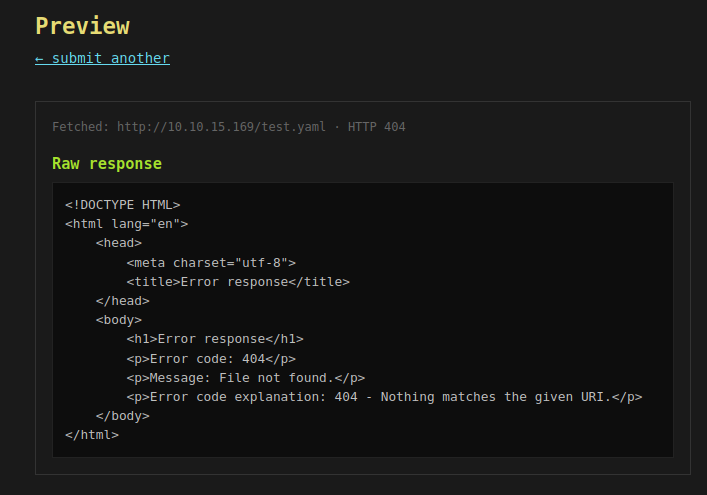 Preview
← submit another
Fetched: http://10.10.15.169/test.yaml · HTTP 404
Raw response
<!DOCTYPE HTML>
<html lang="en">
    <head>
        <meta charset="utf-8">
        <title>Error response</title>
    </head>
    <body>
        <h1>Error response</h1>
        <p>Error code: 404</p>
        <p>Message: File not found.</p>
        <p>Error code explanation: 404 - Nothing matches the given URI.</p>
    </body>
</html>